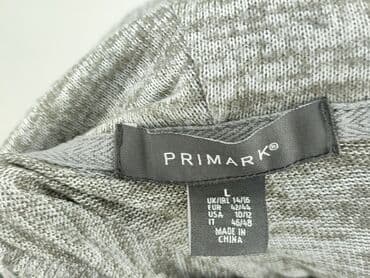 PRIMARK®
L
UK/IRL 14/16
EUR 42/44
USA 10/12
IT 46/48
MADE IN
CHINA